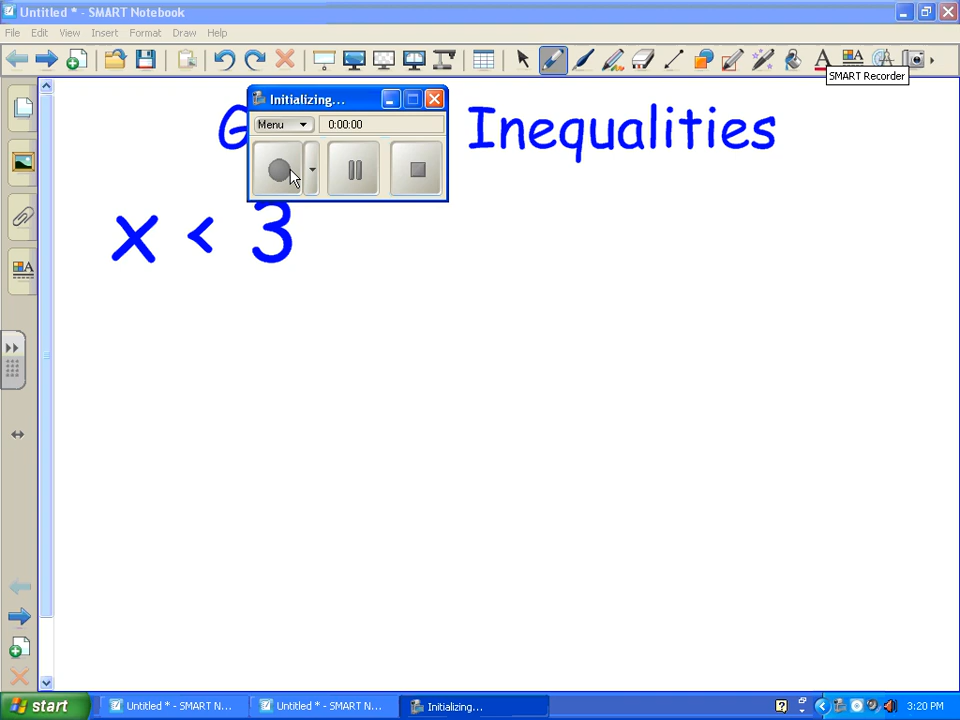 Untitled * - SMART Notebook
File Edit View Insert Format Draw Help
SMART Recorder
Initializing...
Menu 0:00:00
G Inequalities
x < 3
start Untitled * - SMART N... Untitled * - SMART N... Initializing... 3:20 PM